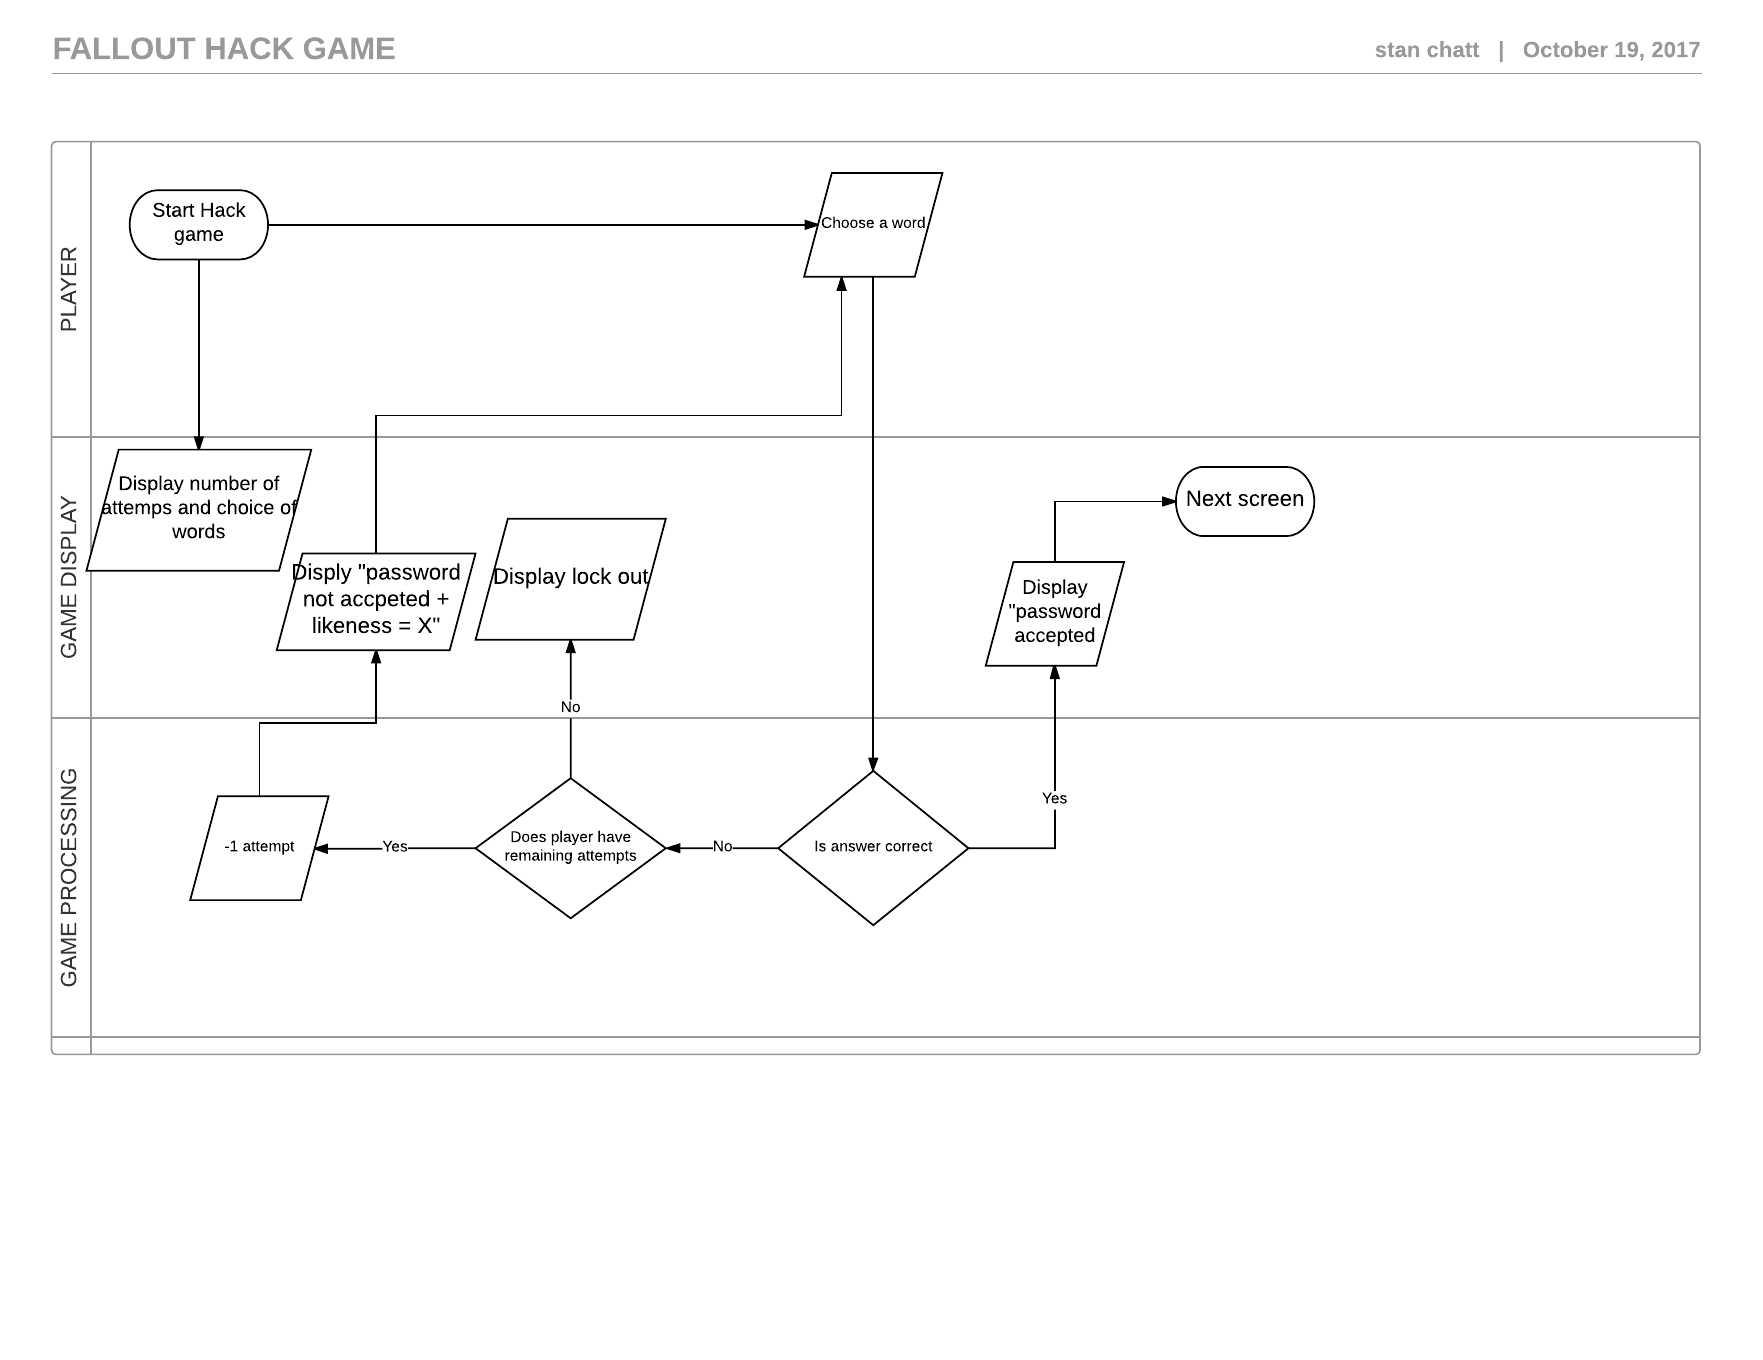 FALLOUT HACK GAME
stan chatt | October 19, 2017
PLAYER
Start Hack
game
Choose a word
GAME DISPLAY
Display number of
attemps and choice of
words
Disply "password
not accpeted +
likeness = X"
Display lock out
Display
"password
accepted
Next screen
No
Yes
GAME PROCESSING
-1 attempt
Yes
Does player have
remaining attempts
No
Is answer correct